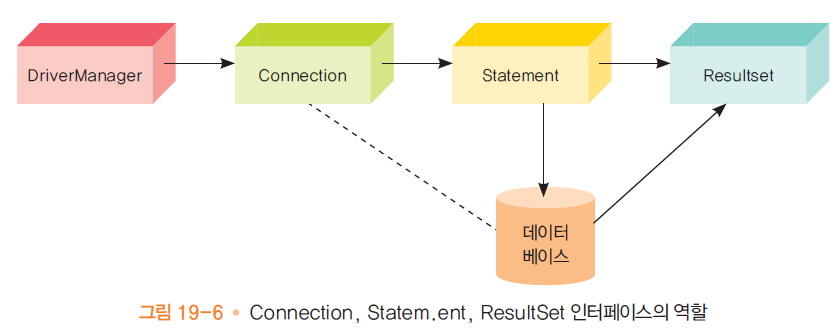 DriverManager
Connection
Statement
Resultset
데이터
베이스
그림 19-6 • Connection, Statem,ent, ResultSet 인터페이스의 역할